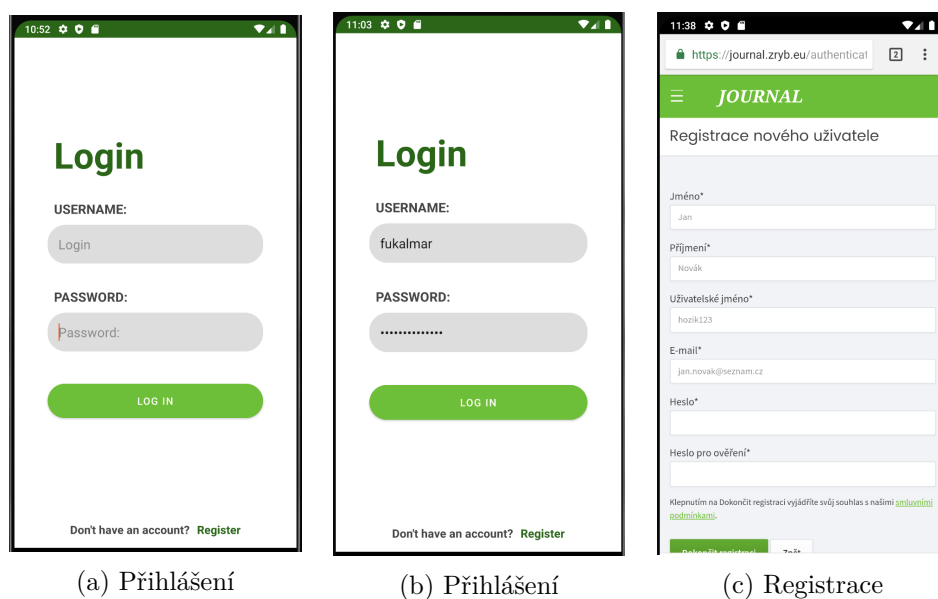 10:52
Login
USERNAME:
Login
PASSWORD:
Password:
LOG IN
Don't have an account? Register
(a) Přihlášení
11:03
Login
USERNAME:
fukalmar
PASSWORD:
••••••••••••••
LOG IN
Don't have an account? Register
(b) Přihlášení
11:38
https://journal.zryb.eu/authenticat
2
JOURNAL
Registrace nového uživatele
Jméno*
Jan
Příjmení*
Novák
Uživatelské jméno*
hozik123
E-mail*
jan.novak@seznam.cz
Heslo*
Heslo pro ověření*
Klepnutím na Dokončit registraci vyjádříte svůj souhlas s našimi smluvními
podmínkami.
Dokončit registraci Zpět
(c) Registrace